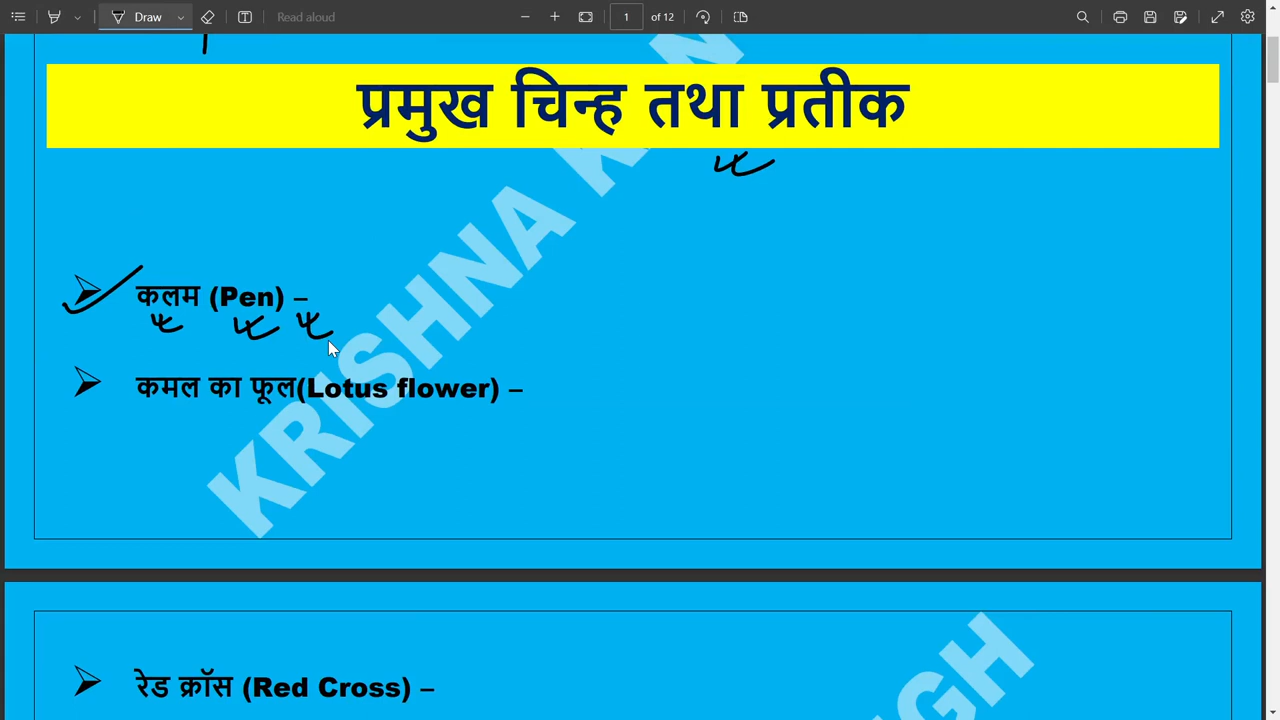 Draw
Read aloud
1 of 12
प्रमुख चिन्ह तथा प्रतीक
कलम (Pen) –
कमल का फूल(Lotus flower) –
KRISHNA
रेड क्रॉस (Red Cross) –